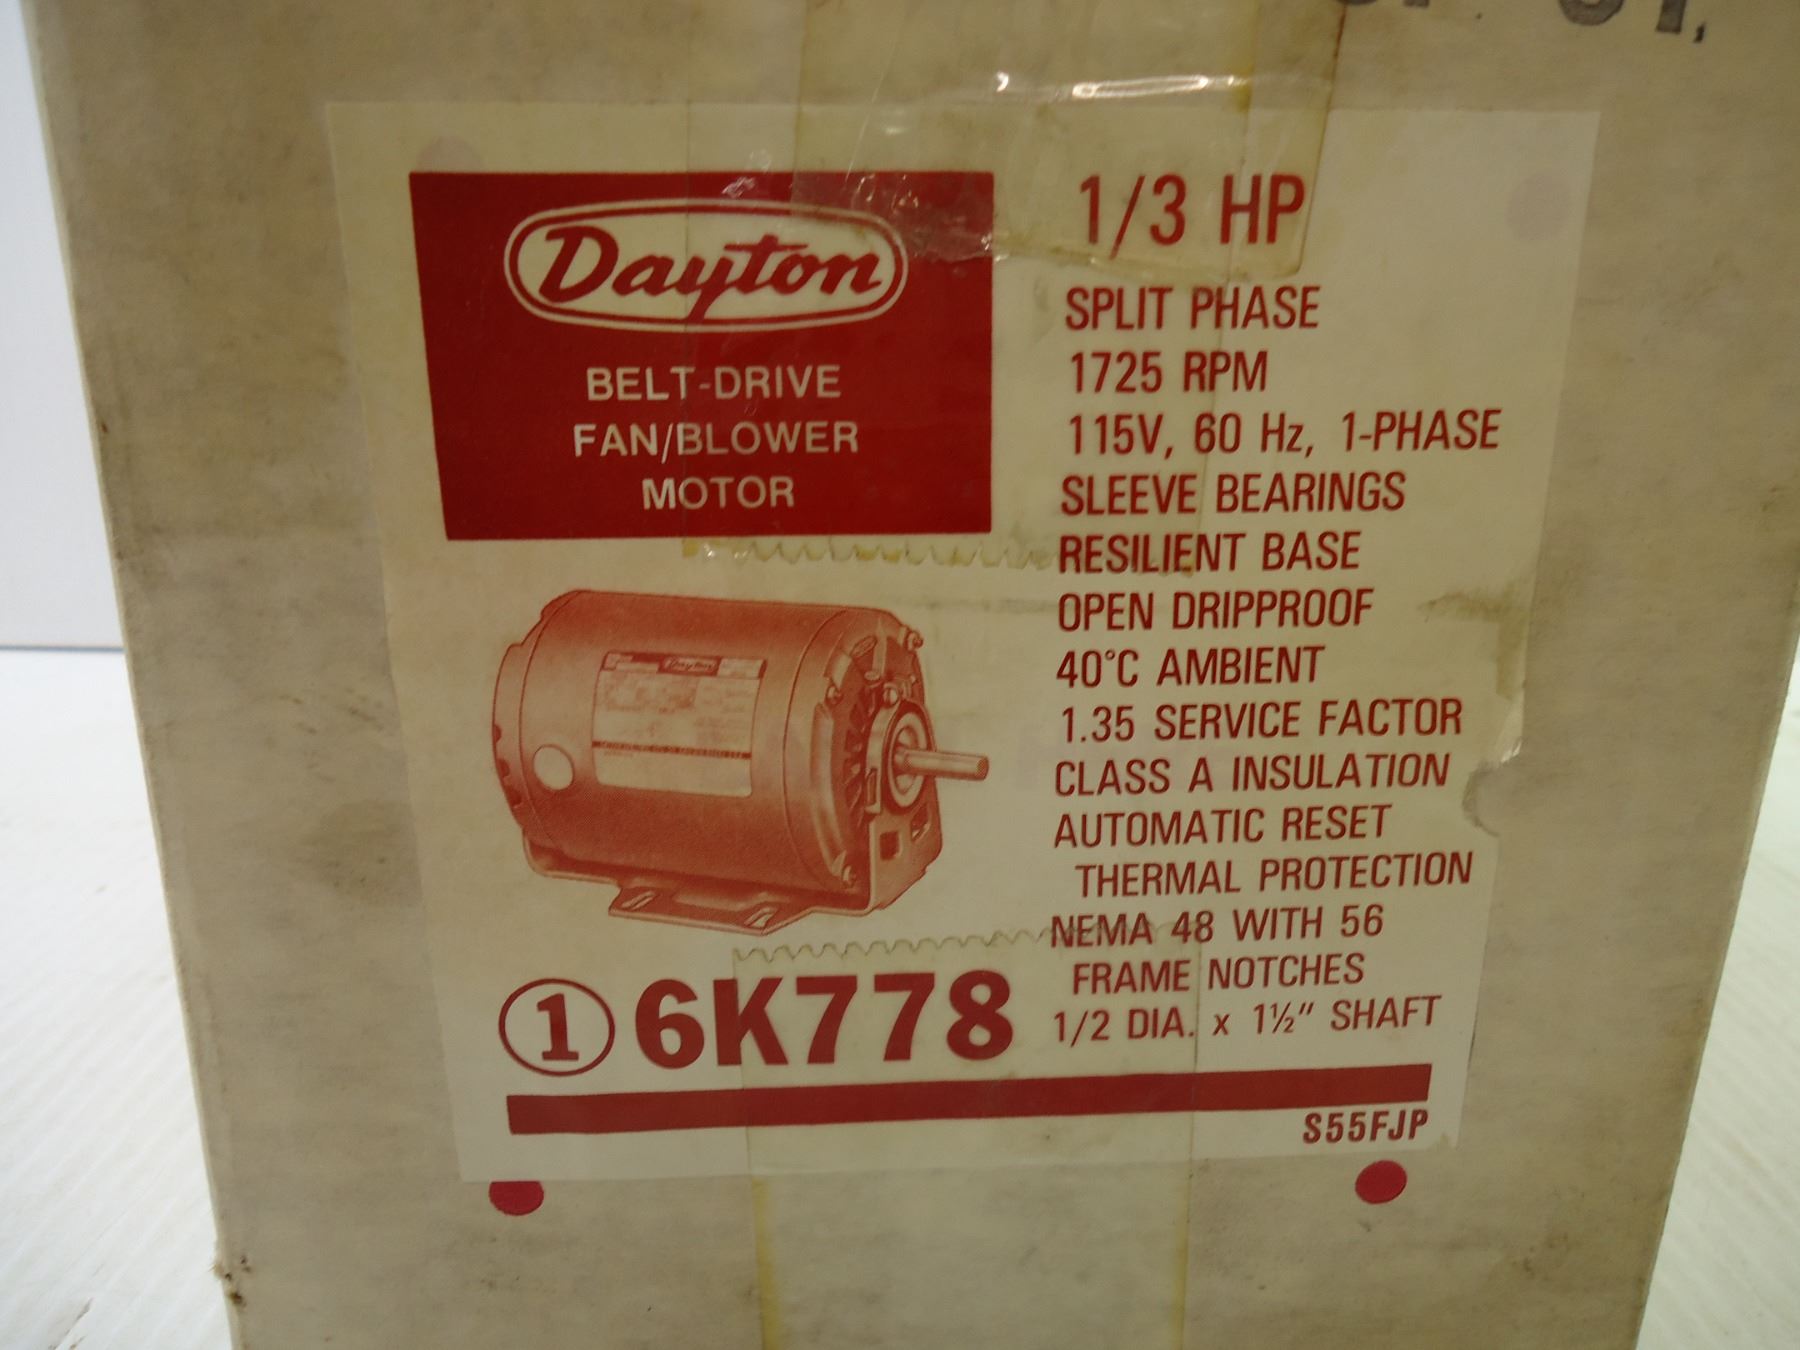 Dayton
BELT-DRIVE
FAN/BLOWER
MOTOR
1/3 HP
SPLIT PHASE
1725 RPM
115V, 60 Hz, 1-PHASE
SLEEVE BEARINGS
RESILIENT BASE
OPEN DRIPPROOF
40°C AMBIENT
1.35 SERVICE FACTOR
CLASS A INSULATION
AUTOMATIC RESET
THERMAL PROTECTION
NEMA 48 WITH 56
FRAME NOTCHES
1/2 DIA. x 1½" SHAFT
Dayton
1 6K778
S55FJP